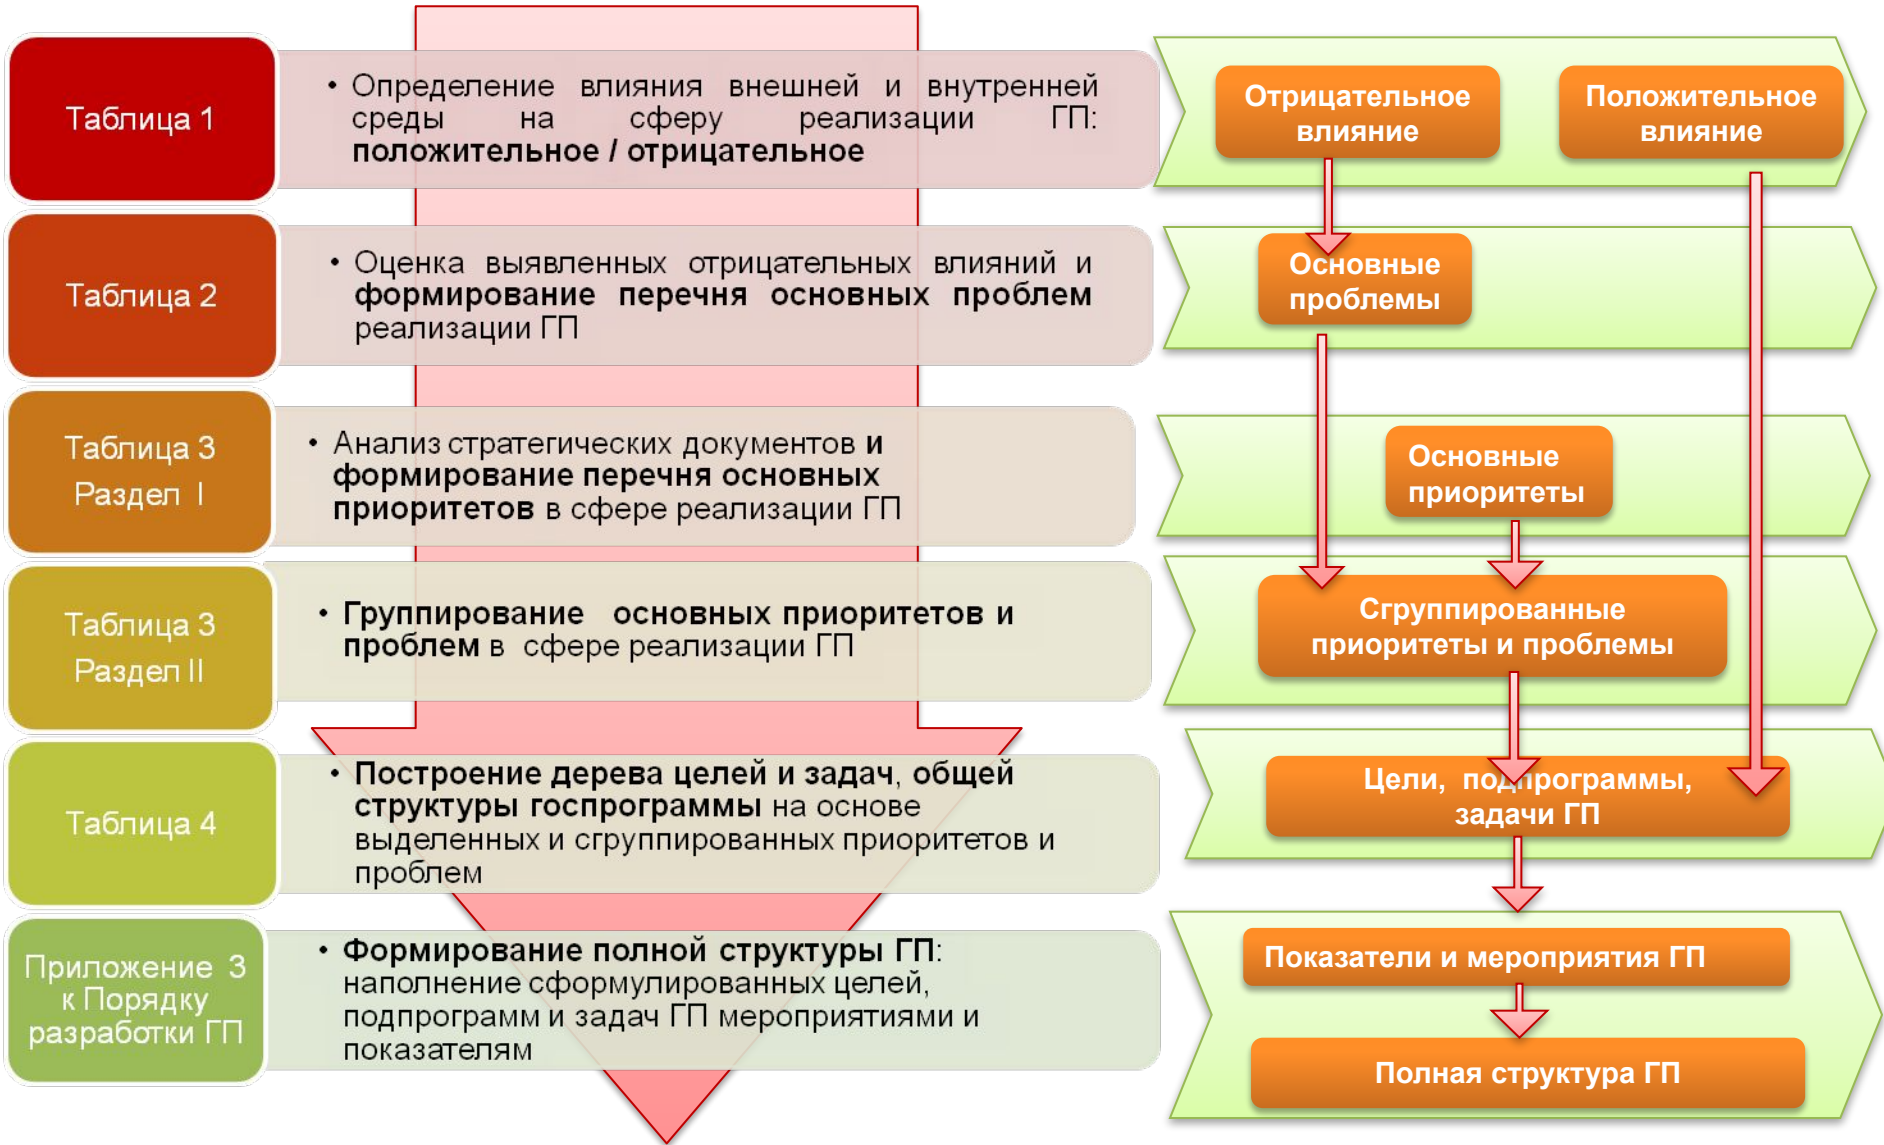 Таблица 1
• Определение влияния внешней и внутренней
среды на сферу реализации ГП:
положительное / отрицательное
Отрицательное
влияние
Положительное
влияние
Таблица 2
• Оценка выявленных отрицательных влияний и
формирование перечня основных проблем
реализации ГП
Основные
проблемы
Таблица 3
Раздел I
• Анализ стратегических документов и
формирование перечня основных
приоритетов в сфере реализации ГП
Основные
приоритеты
Таблица 3
Раздел II
• Группирование основных приоритетов и
проблем в сфере реализации ГП
Сгруппированные
приоритеты и проблемы
Таблица 4
• Построение дерева целей и задач, общей
структуры госпрограммы на основе
выделенных и сгруппированных приоритетов и
проблем
Цели, подпрограммы,
задачи ГП
Приложение 3
к Порядку
разработки ГП
• Формирование полной структуры ГП:
наполнение сформулированных целей,
подпрограмм и задач ГП мероприятиями и
показателям
Показатели и мероприятия ГП
Полная структура ГП